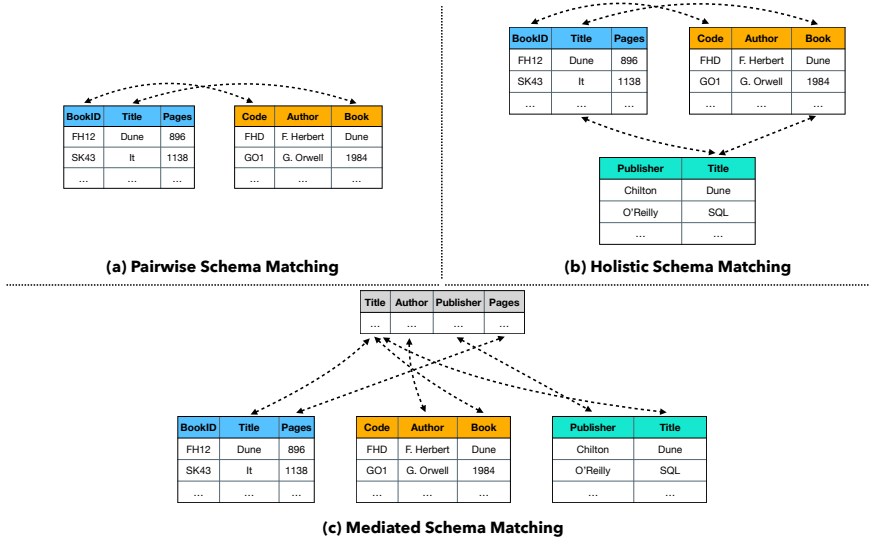 BookID Title Pages
FH12 Dune 896
SK43 It 1138
... ... ...
Code Author Book
FHD F. Herbert Dune
GO1 G. Orwell 1984
... ... ...
(a) Pairwise Schema Matching
BookID Title Pages
FH12 Dune 896
SK43 It 1138
... ... ...
Code Author Book
FHD F. Herbert Dune
GO1 G. Orwell 1984
... ... ...
Publisher Title
Chilton Dune
O'Reilly SQL
... ...
(b) Holistic Schema Matching
Title Author Publisher Pages
... ... ... ...
BookID Title Pages
FH12 Dune 896
SK43 It 1138
... ... ...
Code Author Book
FHD F. Herbert Dune
GO1 G. Orwell 1984
... ... ...
Publisher Title
Chilton Dune
O'Reilly SQL
... ...
(c) Mediated Schema Matching